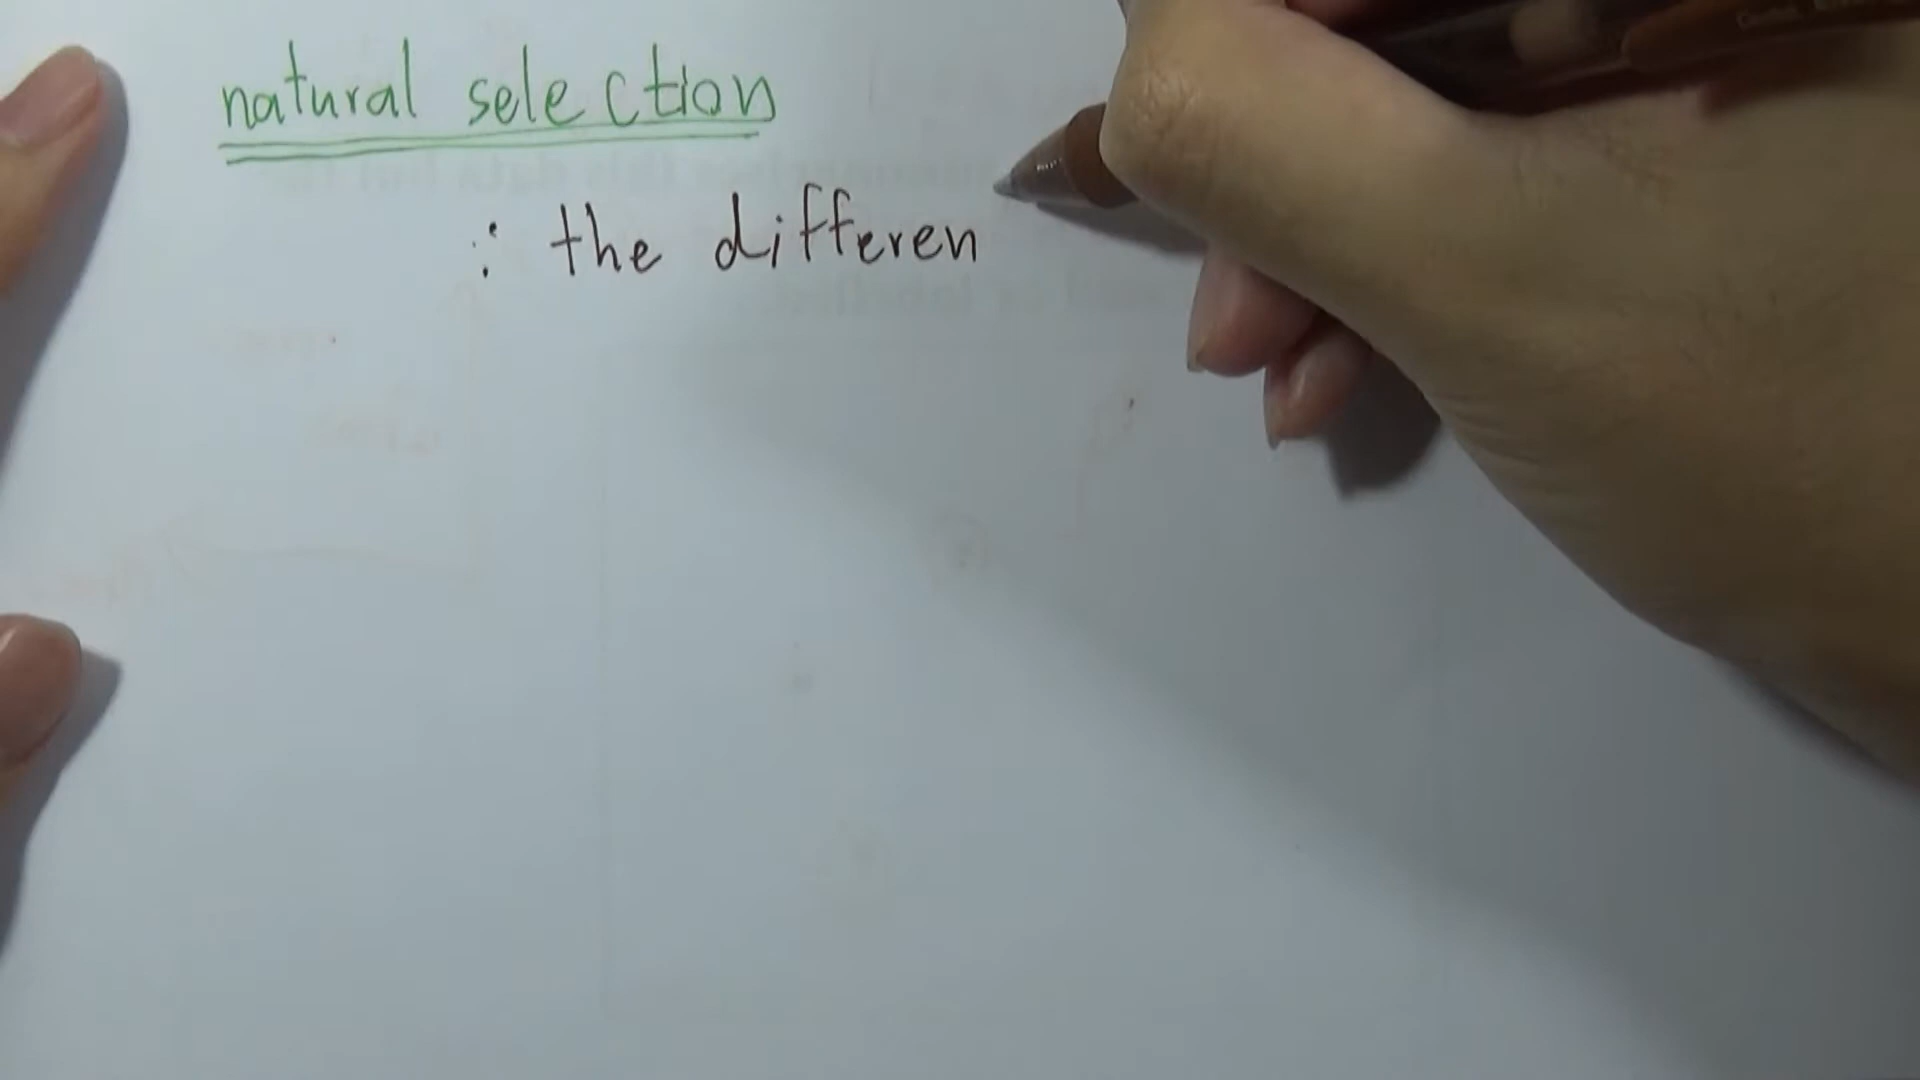 natural selection
: the differen